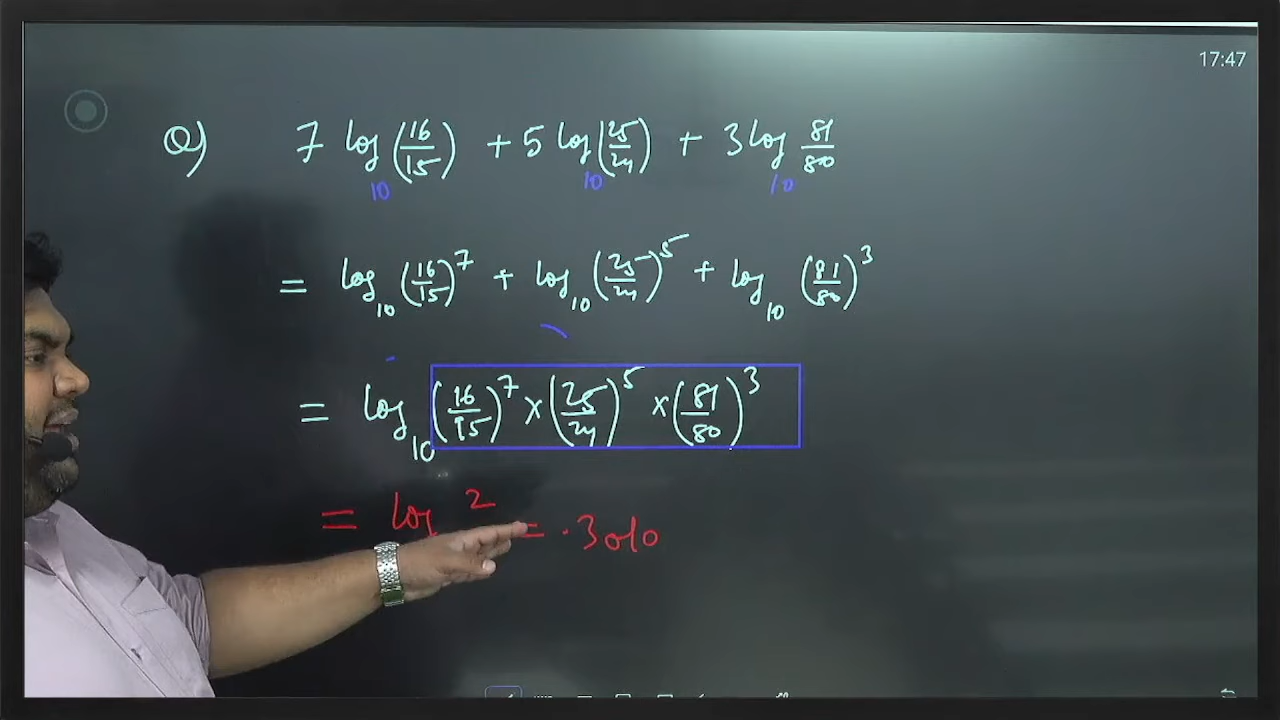 17:47
Q) 7 log₁₀(16/15) + 5 log₁₀(25/24) + 3 log₁₀ 81/80
= log₁₀ (16/15)⁷ + log₁₀ (25/24)⁵ + log₁₀ (81/80)³
= log₁₀ (16/15)⁷ × (25/24)⁵ × (81/80)³
= log 2 = .3010